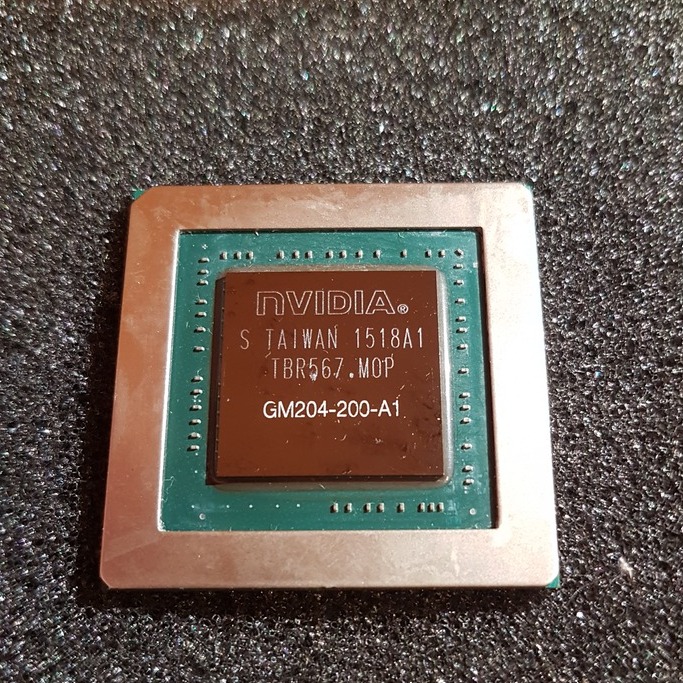 NVIDIA®
S TAIWAN 1518A1
TBR567.M0P
GM204-200-A1